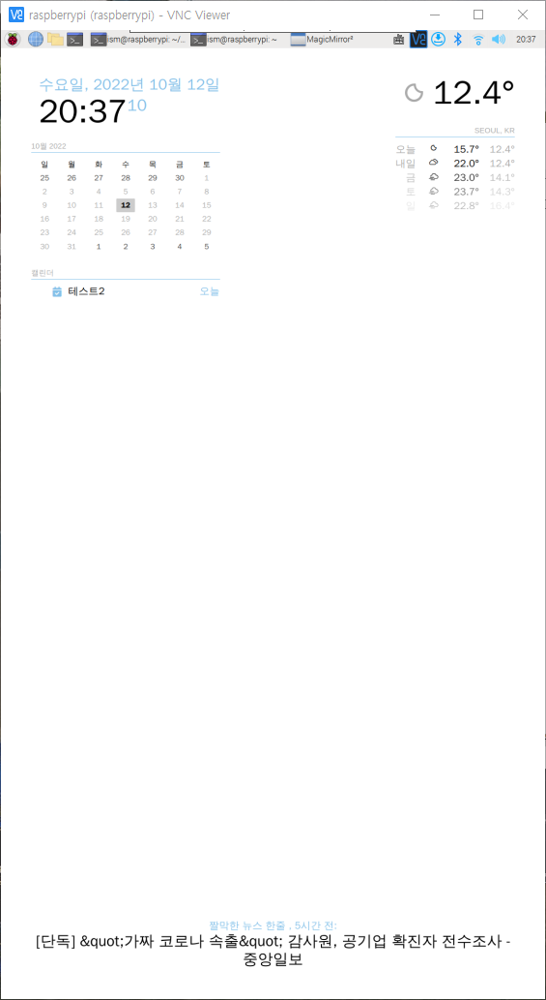 raspberrypi (raspberrypi) - VNC Viewer
ism@raspberrypi: ~/... ism@raspberrypi: ~ MagicMirror² 20:37
수요일, 2022년 10월 12일
20:37 10
10월 2022
일 월 화 수 목 금 토
25 26 27 28 29 30 1
2 3 4 5 6 7 8
9 10 11 12 13 14 15
16 17 18 19 20 21 22
23 24 25 26 27 28 29
30 31 1 2 3 4 5
캘린더
테스트2 오늘
12.4°
SEOUL, KR
오늘 15.7° 12.4°
내일 22.0° 12.4°
금 23.0° 14.1°
토 23.7° 14.3°
일 22.8° 16.4°
짤막한 뉴스 한줄 , 5시간 전:
[단독] &quot;가짜 코로나 속출&quot; 감사원, 공기업 확진자 전수조사 -
중앙일보